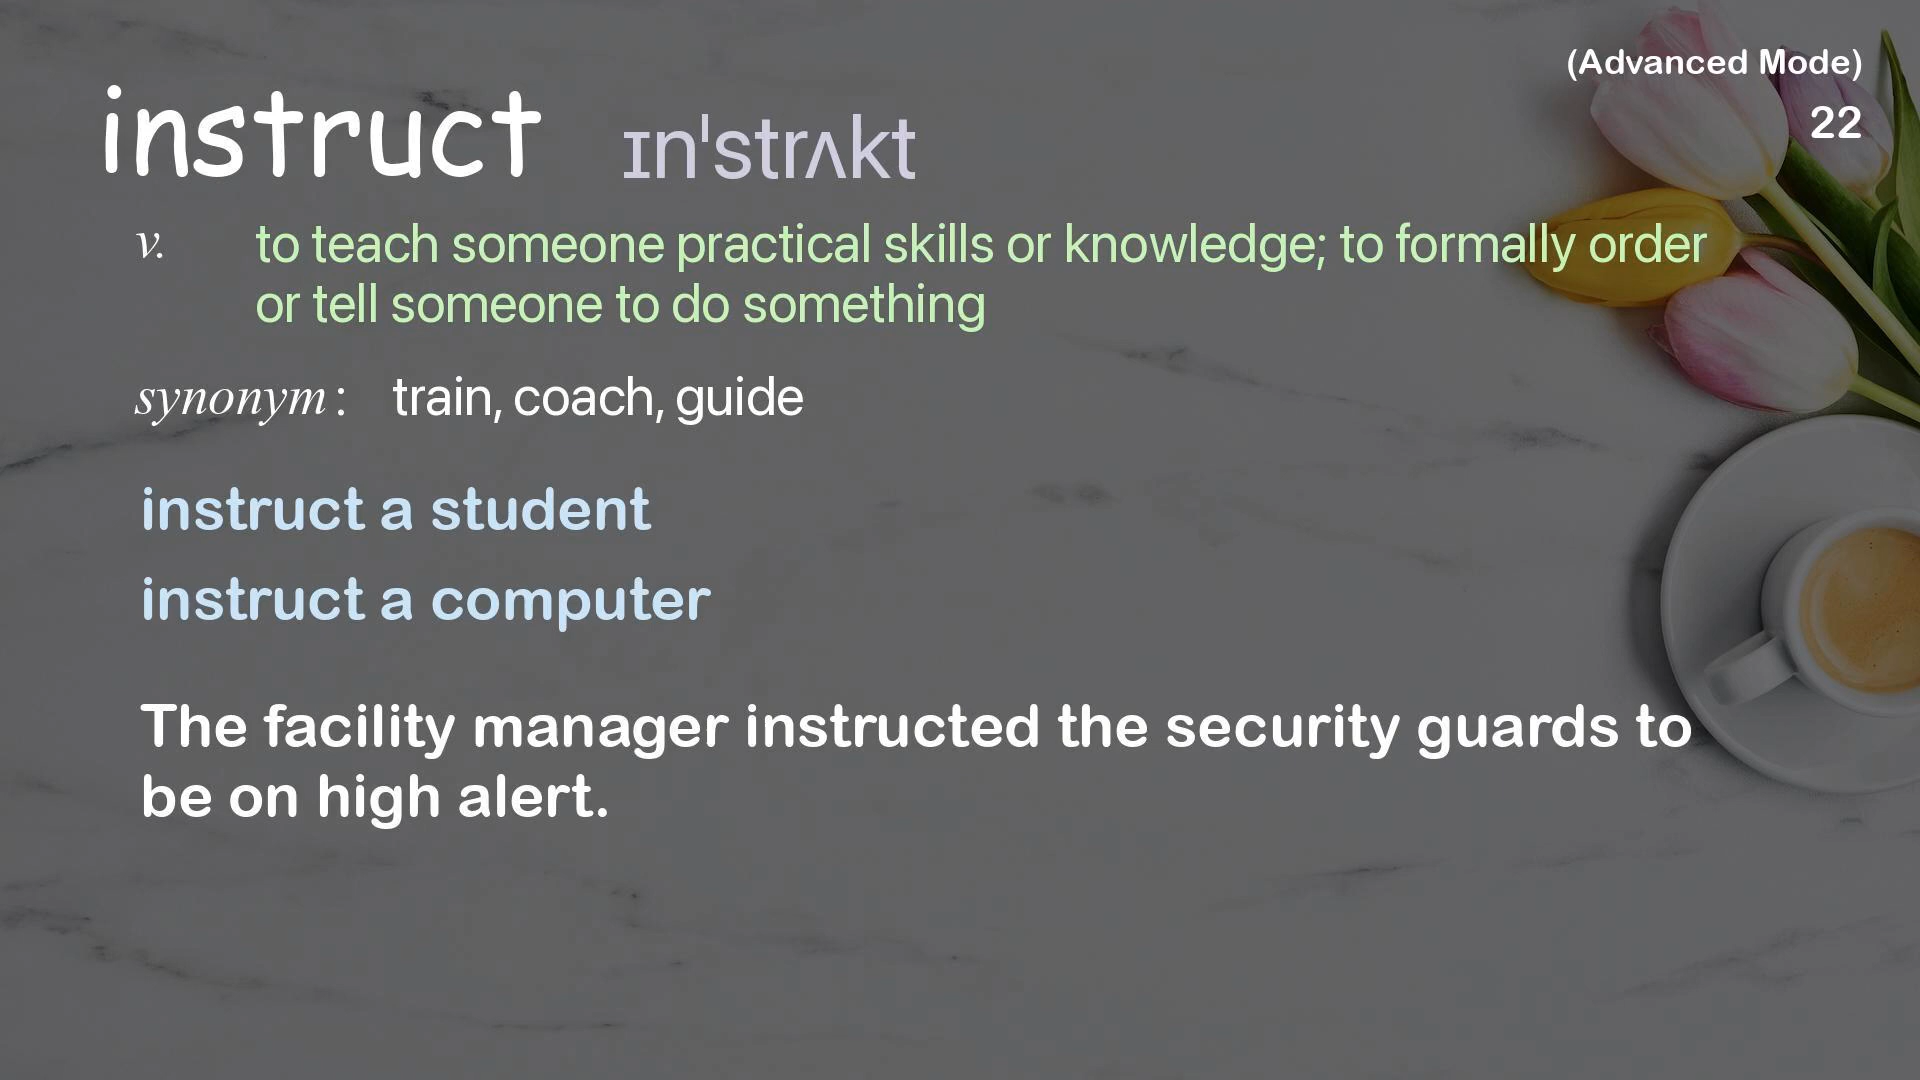 (Advanced Mode)
22
instruct ɪnˈstrʌkt
v. to teach someone practical skills or knowledge; to formally order
or tell someone to do something
synonym : train, coach, guide
instruct a student
instruct a computer
The facility manager instructed the security guards to
be on high alert.